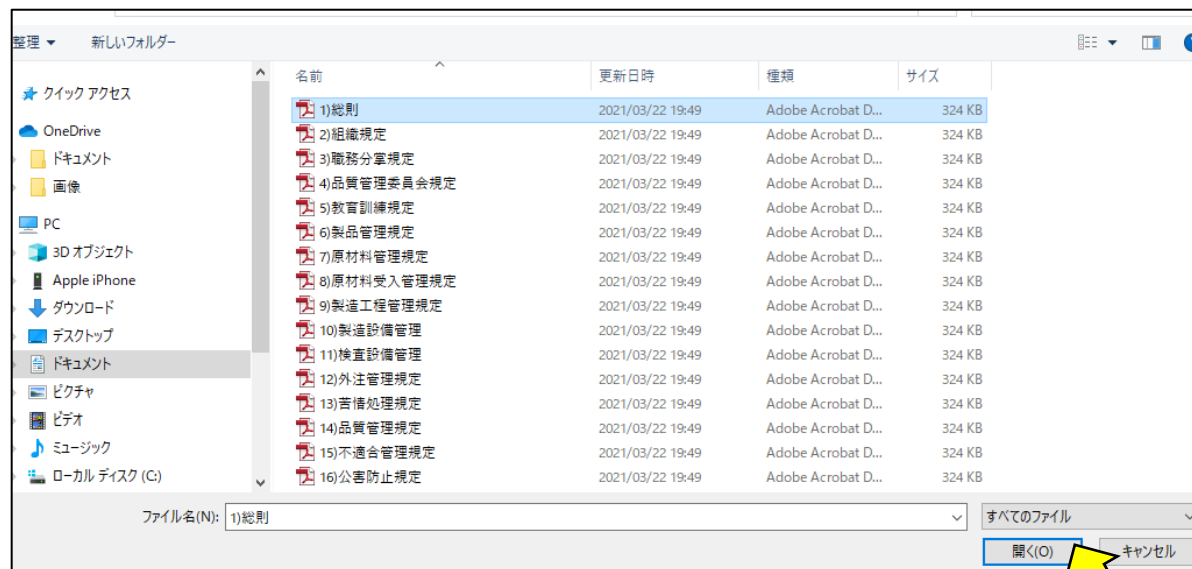 整理 ▼ 新しいフォルダー
名前 更新日時 種類 サイズ
クイック アクセス
OneDrive
ドキュメント
画像
PC
3D オブジェクト
Apple iPhone
ダウンロード
デスクトップ
ドキュメント
ピクチャ
ビデオ
ミュージック
ローカル ディスク (C:)
1)総則 2021/03/22 19:49 Adobe Acrobat D... 324 KB
2)組織規定 2021/03/22 19:49 Adobe Acrobat D... 324 KB
3)職務分掌規定 2021/03/22 19:49 Adobe Acrobat D... 324 KB
4)品質管理委員会規定 2021/03/22 19:49 Adobe Acrobat D... 324 KB
5)教育訓練規定 2021/03/22 19:49 Adobe Acrobat D... 324 KB
6)製品管理規定 2021/03/22 19:49 Adobe Acrobat D... 324 KB
7)原材料管理規定 2021/03/22 19:49 Adobe Acrobat D... 324 KB
8)原材料受入管理規定 2021/03/22 19:49 Adobe Acrobat D... 324 KB
9)製造工程管理規定 2021/03/22 19:49 Adobe Acrobat D... 324 KB
10)製造設備管理 2021/03/22 19:49 Adobe Acrobat D... 324 KB
11)検査設備管理 2021/03/22 19:49 Adobe Acrobat D... 324 KB
12)外注管理規定 2021/03/22 19:49 Adobe Acrobat D... 324 KB
13)苦情処理規定 2021/03/22 19:49 Adobe Acrobat D... 324 KB
14)品質管理規定 2021/03/22 19:49 Adobe Acrobat D... 324 KB
15)不適合管理規定 2021/03/22 19:49 Adobe Acrobat D... 324 KB
16)公害防止規定 2021/03/22 19:49 Adobe Acrobat D... 324 KB
ファイル名(N): 1)総則 すべてのファイル
開く(O) キャンセル